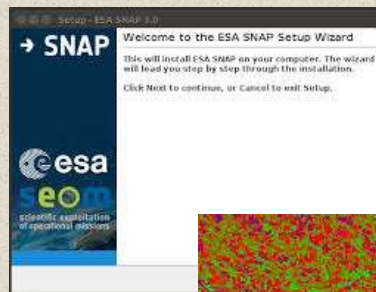 Setup - ESA SNAP 3.0
→ SNAP
Welcome to the ESA SNAP Setup Wizard
This will install ESA SNAP on your computer. The wizard
will lead you step by step through the installation.
Click Next to continue, or Cancel to exit Setup.
esa
seom
scientific exploitation
of operational missions